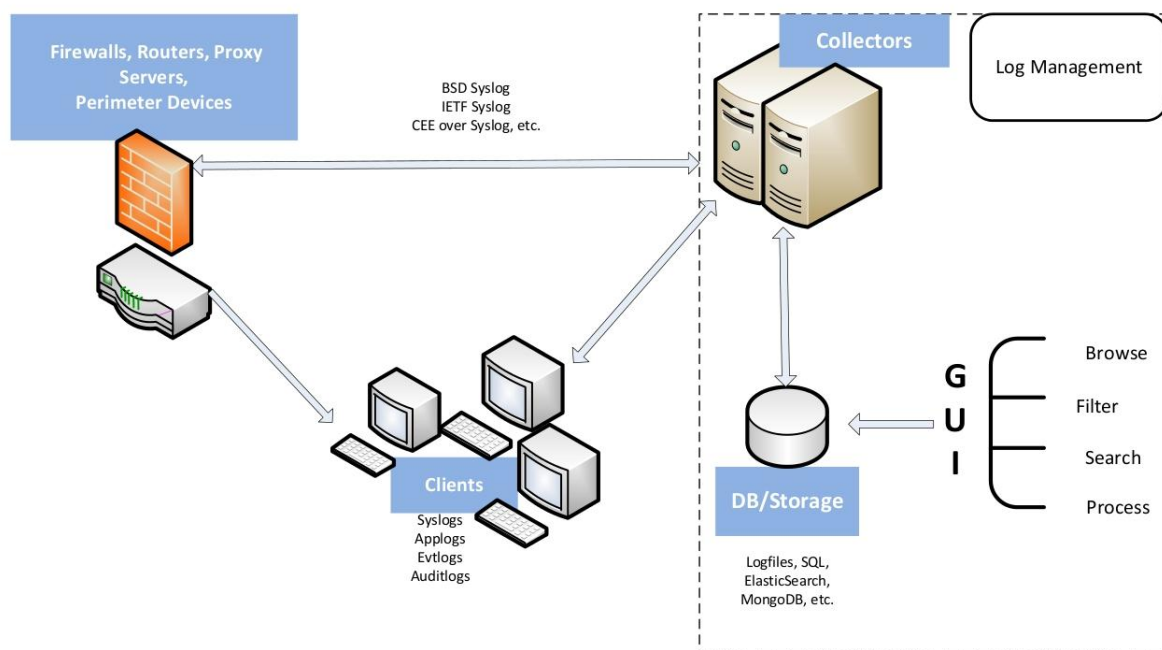 Firewalls, Routers, Proxy
Servers,
Perimeter Devices
BSD Syslog
IETF Syslog
CEE over Syslog, etc.
Collectors
Log Management
Clients
Syslogs
Applogs
Evtlogs
Auditlogs
DB/Storage
Logfiles, SQL,
ElasticSearch,
MongoDB, etc.
G
U
I
Browse
Filter
Search
Process